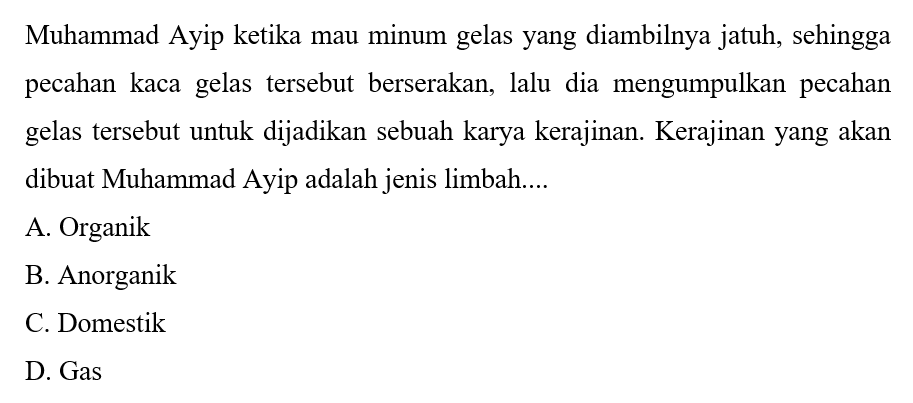 Muhammad Ayip ketika mau minum gelas yang diambilnya jatuh, sehingga
pecahan kaca gelas tersebut berserakan, lalu dia mengumpulkan pecahan
gelas tersebut untuk dijadikan sebuah karya kerajinan. Kerajinan yang akan
dibuat Muhammad Ayip adalah jenis limbah....
A. Organik
B. Anorganik
C. Domestik
D. Gas